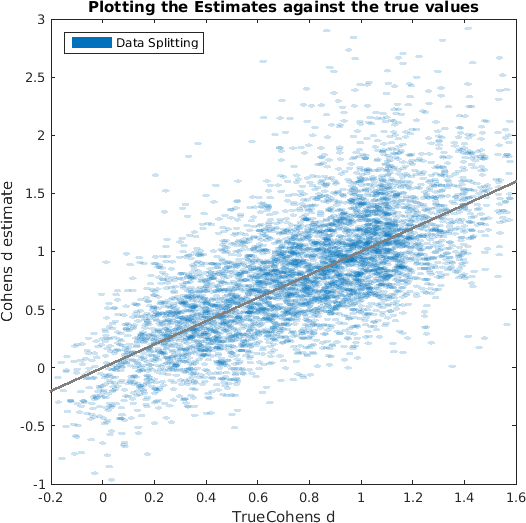 Plotting the Estimates against the true values
Data Splitting
Cohens d estimate
3
2.5
2
1.5
1
0.5
0
-0.5
-1
-0.2 0 0.2 0.4 0.6 0.8 1 1.2 1.4 1.6
TrueCohens d